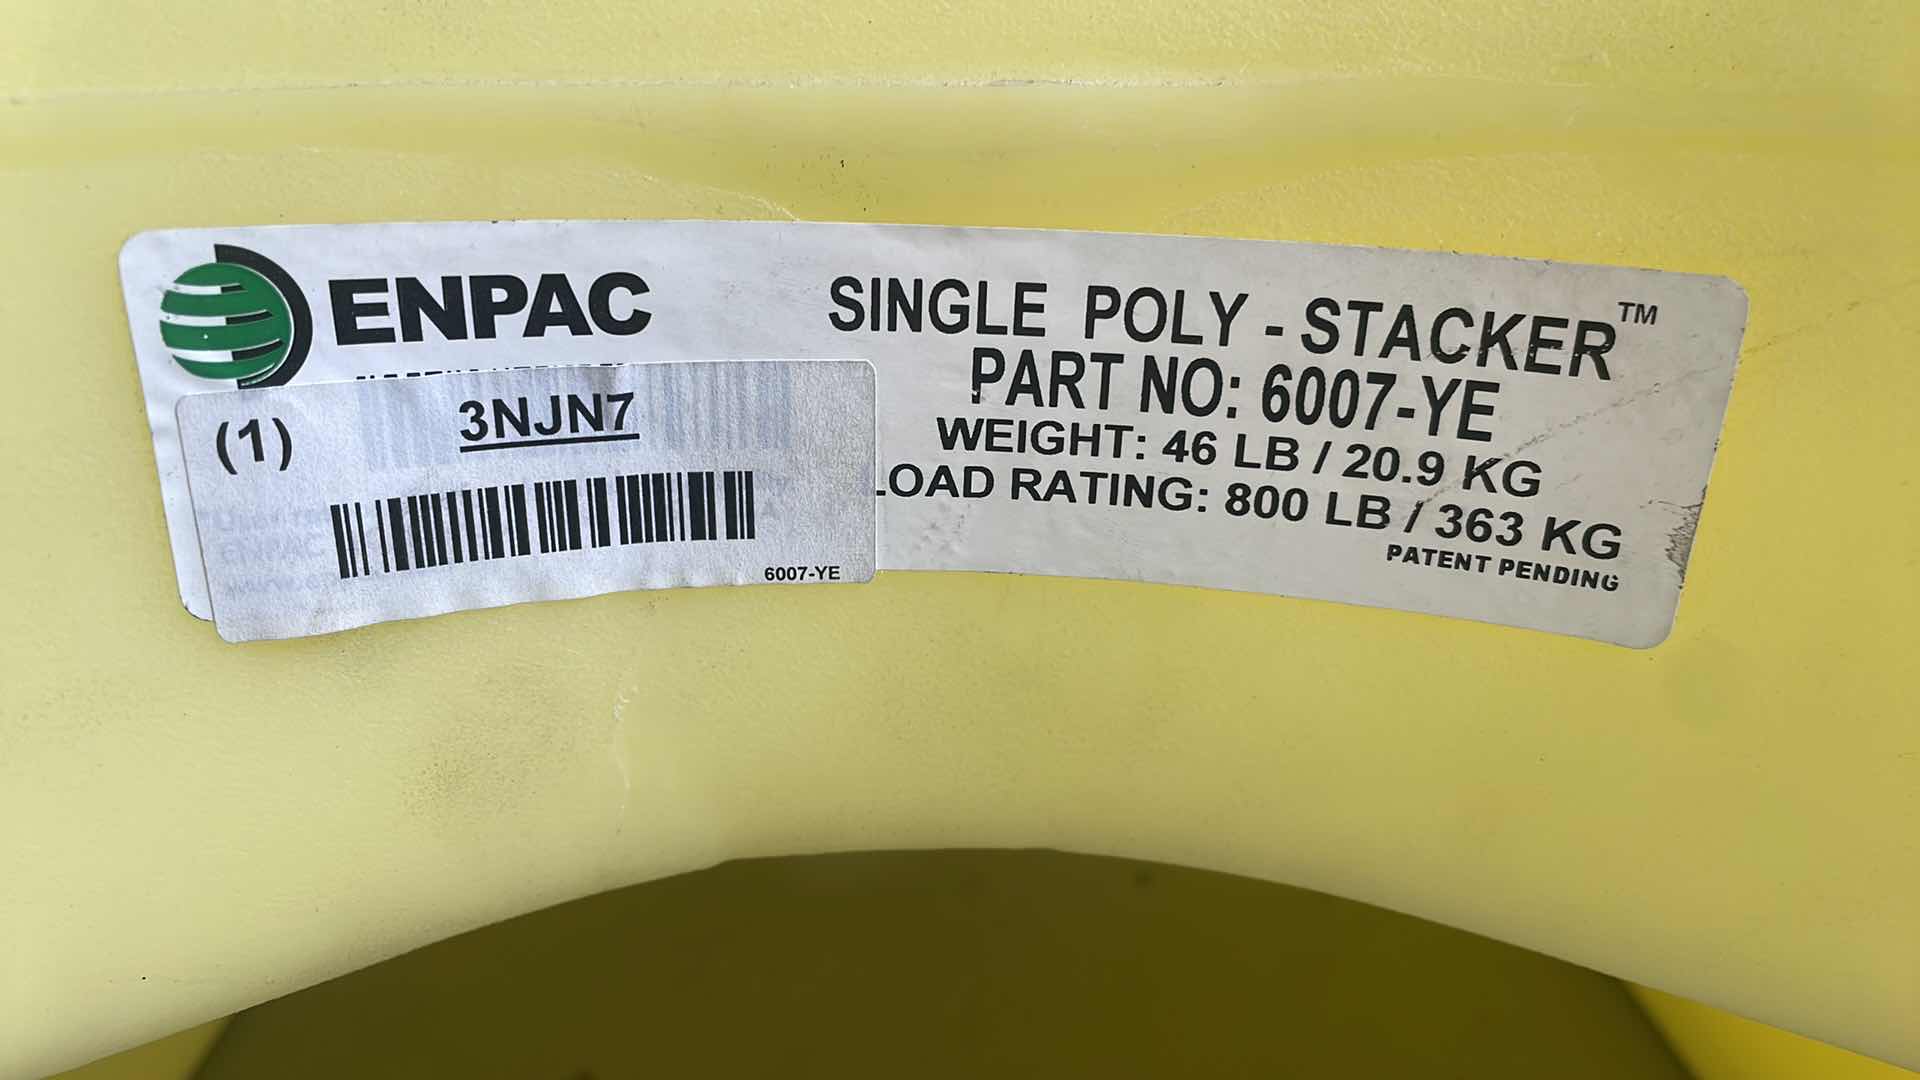 ENPAC
SINGLE POLY - STACKER™
PART NO: 6007-YE
WEIGHT: 46 LB / 20.9 KG
LOAD RATING: 800 LB / 363 KG
PATENT PENDING
(1) 3NJN7
6007-YE